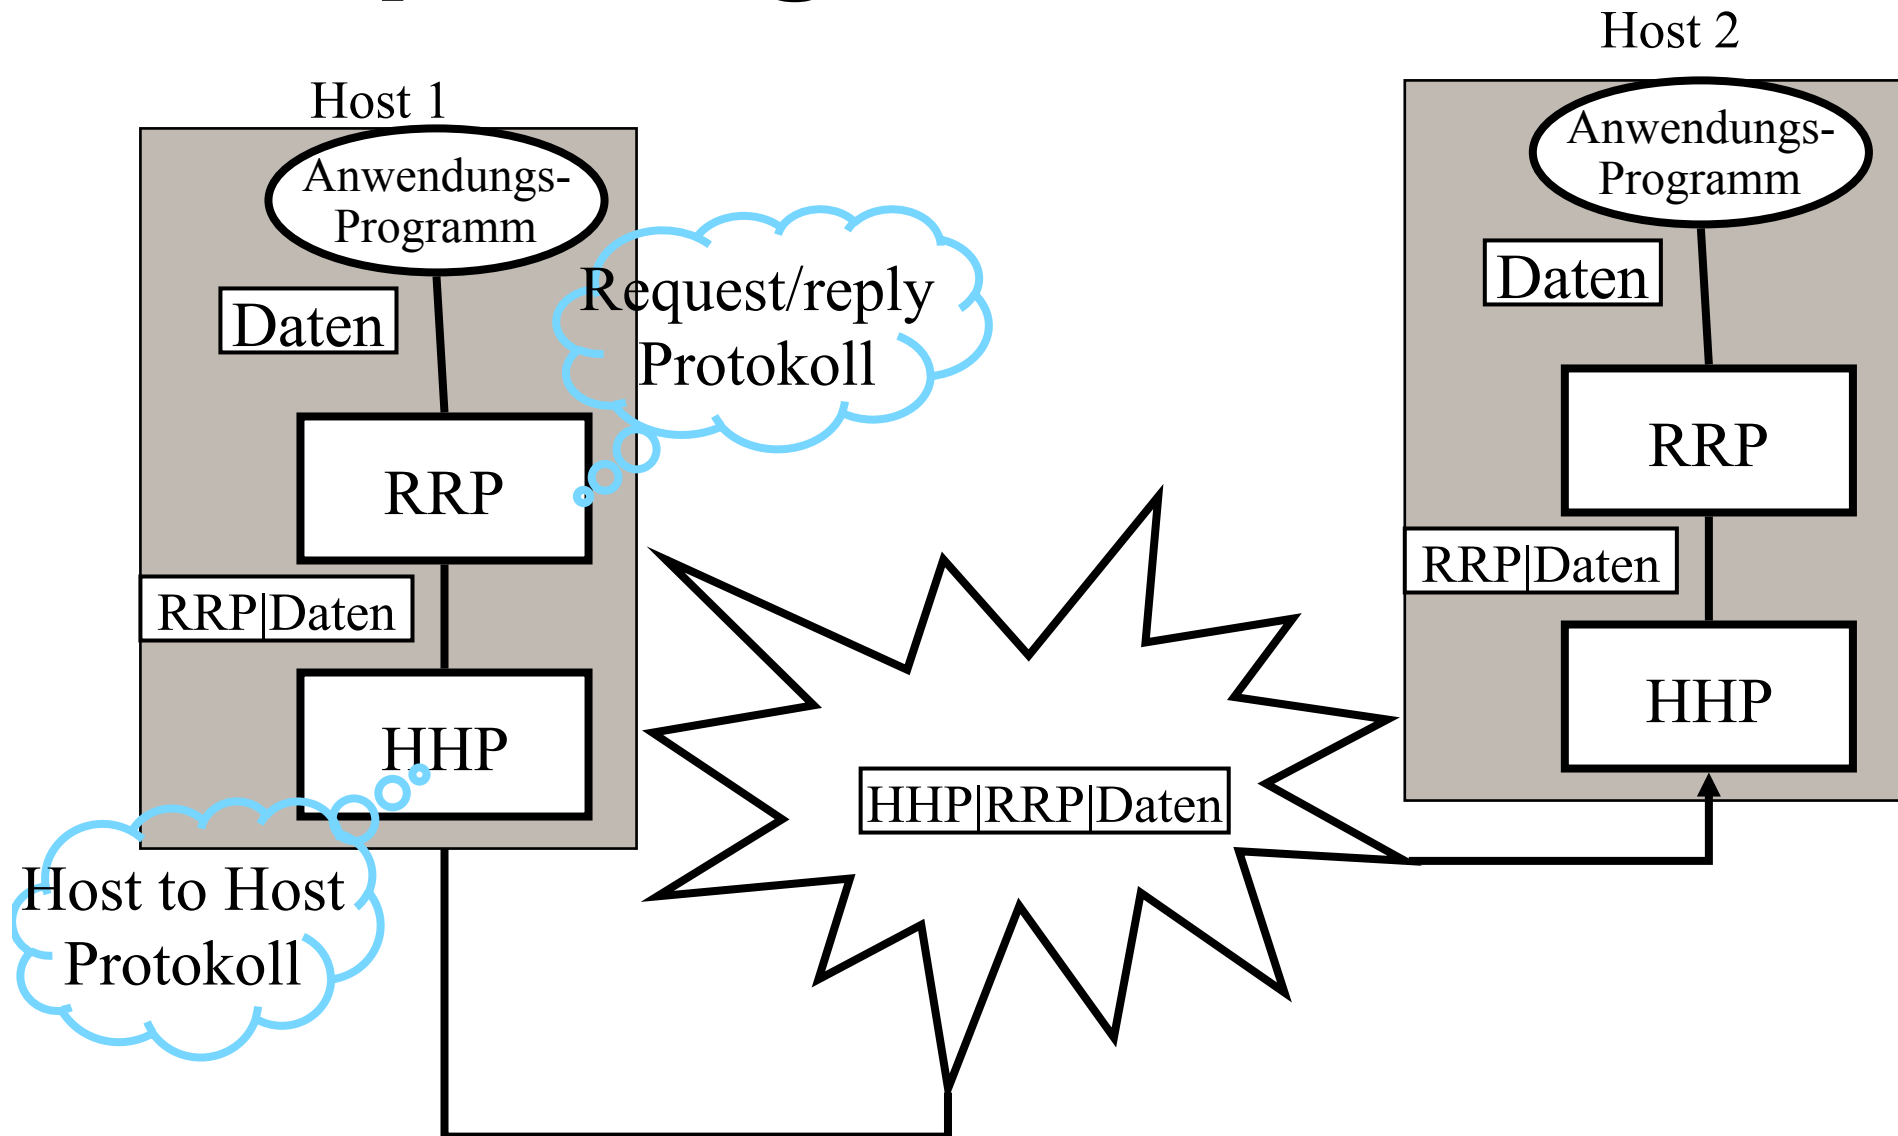 Host 1
Anwendungs-
Programm
Daten
Request/reply
Protokoll
RRP
RRP|Daten
HHP
Host to Host
Protokoll
HHP|RRP|Daten
Host 2
Anwendungs-
Programm
Daten
RRP
RRP|Daten
HHP